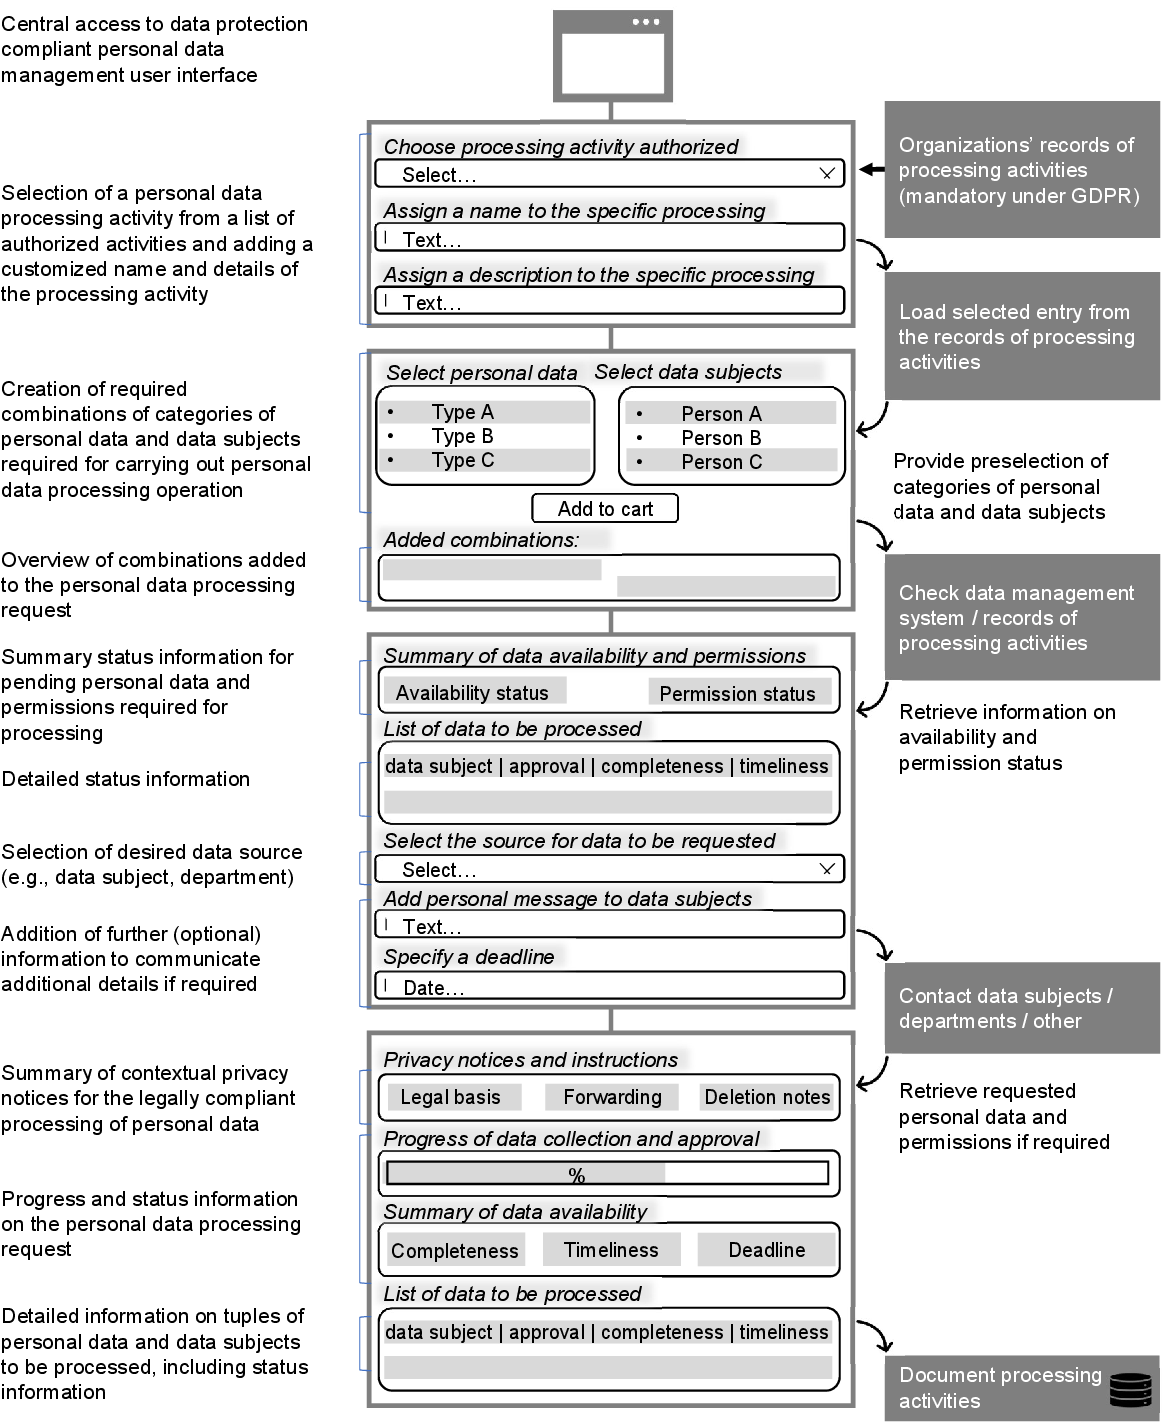 Central access to data protection
compliant personal data
management user interface
Choose processing activity authorized
Select…
Assign a name to the specific processing
Text…
Assign a description to the specific processing
Text…
Selection of a personal data
processing activity from a list of
authorized activities and adding a
customized name and details of
the processing activity
Organizations’ records of
processing activities
(mandatory under GDPR)
Load selected entry from
the records of processing
activities
Creation of required
combinations of categories of
personal data and data subjects
required for carrying out personal
data processing operation
Select personal data
• Type A
• Type B
• Type C
Select data subjects
• Person A
• Person B
• Person C
Add to cart
Provide preselection of
categories of personal
data and data subjects
Overview of combinations added
to the personal data processing
request
Added combinations:
Check data management
system / records of
processing activities
Summary status information for
pending personal data and
permissions required for
processing
Summary of data availability and permissions
Availability status
Permission status
Retrieve information on
availability and
permission status
Detailed status information
List of data to be processed
data subject | approval | completeness | timeliness
Selection of desired data source
(e.g., data subject, department)
Select the source for data to be requested
Select…
Addition of further (optional)
information to communicate
additional details if required
Add personal message to data subjects
Text…
Specify a deadline
Date…
Contact data subjects /
departments / other
Summary of contextual privacy
notices for the legally compliant
processing of personal data
Privacy notices and instructions
Legal basis
Forwarding
Deletion notes
Retrieve requested
personal data and
permissions if required
Progress and status information
on the personal data processing
request
Progress of data collection and approval
%
Summary of data availability
Completeness
Timeliness
Deadline
Detailed information on tuples of
personal data and data subjects
to be processed, including status
information
List of data to be processed
data subject | approval | completeness | timeliness
Document processing
activities